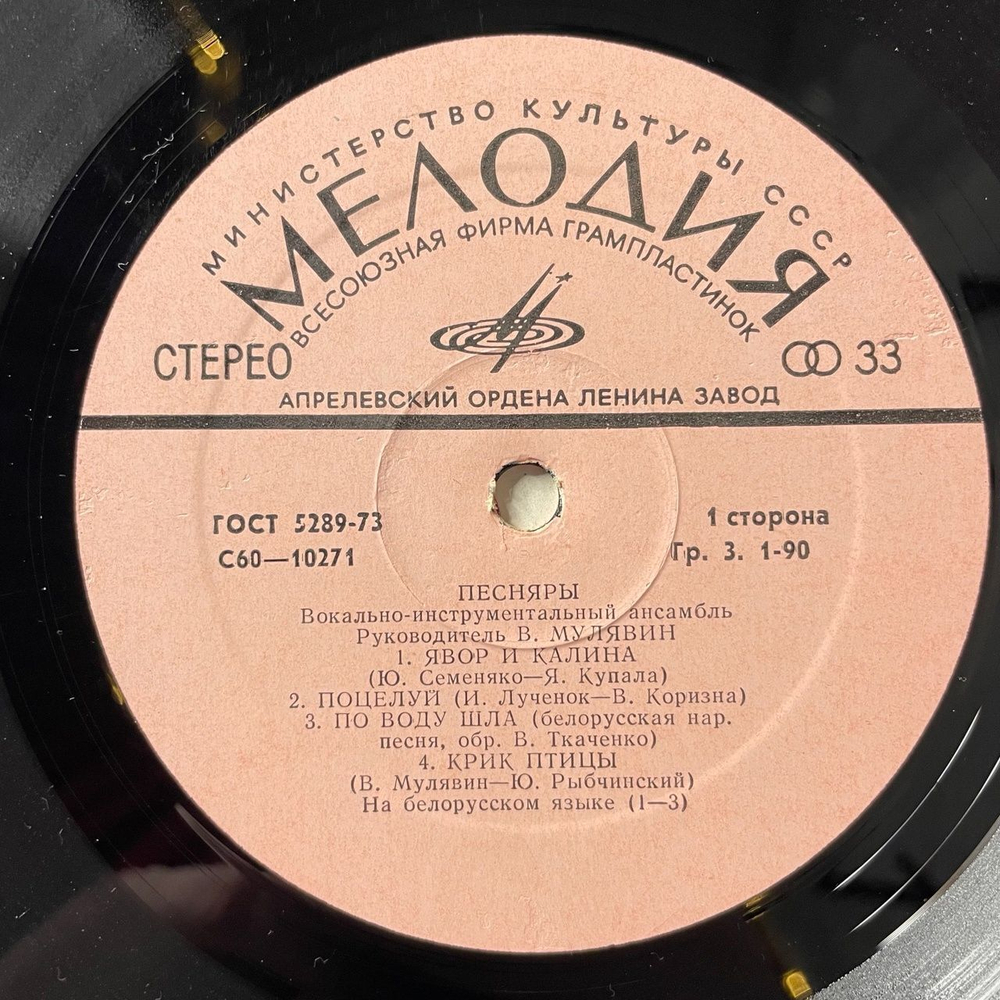 МИНИСТЕРСТВО КУЛЬТУРЫ СССР
МЕЛОДИЯ
ВСЕСОЮЗНАЯ ФИРМА ГРАМПЛАСТИНОК
СТЕРЕО
33
АПРЕЛЕВСКИЙ ОРДЕНА ЛЕНИНА ЗАВОД
ГОСТ 5289-73
1 сторона
С60—10271
Гр. 3. 1-90
ПЕСНЯРЫ
Вокально-инструментальный ансамбль
Руководитель В. МУЛЯВИН
1. ЯВОР И КАЛИНА
(Ю. Семеняко—Я. Купала)
2. ПОЦЕЛУЙ (И. Лученок—В. Коризна)
3. ПО ВОДУ ШЛА (белорусская нар.
песня, обр. В. Ткаченко)
4. КРИК ПТИЦЫ
(В. Мулявин—Ю. Рыбчинский)
На белорусском языке (1—3)